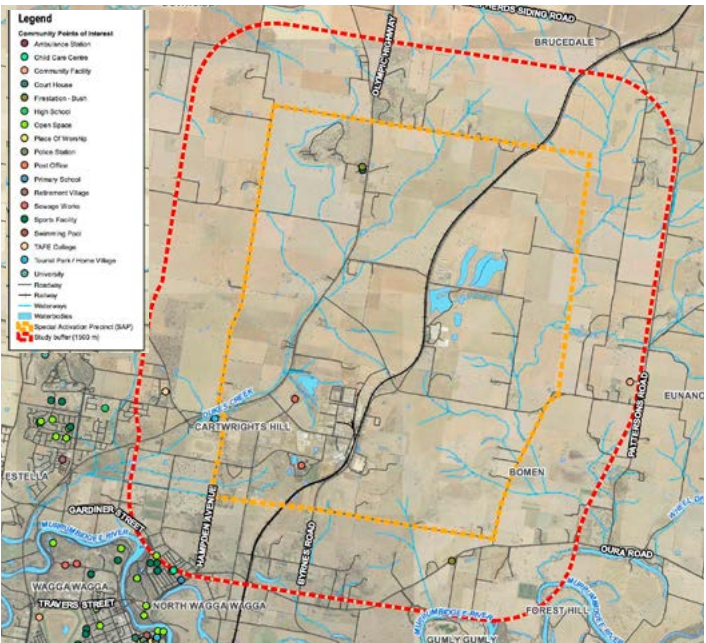 Legend
Community Points of Interest
Ambulance Station
Child Care Centre
Community Facility
Court House
Firestation - Bush
High School
Open Space
Place Of Worship
Police Station
Post Office
Primary School
Retirement Village
Sewage Works
Sports Facility
Swimming Pool
TAFE College
Tourist Park / Home Village
University
Roadway
Railway
Waterways
Waterbodies
Special Activation Precinct (SAP)
Study buffer (1500 m)
SIDING ROAD
BRUCEDALE
OLYMPIC HIGHWAY
PATTERSONS ROAD
DUKES CREEK
CARTWRIGHTS HILL
ESTELLA
BOMEN
GARDINER STREET
HAMPDEN AVENUE
BYRNES ROAD
OURA ROAD
MURRUMBIDGEE RIVER
WAGGA WAGGA
TRAVERS STREET
NORTH WAGGA WAGGA
MURRUMBIDGEE RIVER
FOREST HILL
GUMLY GUMLY